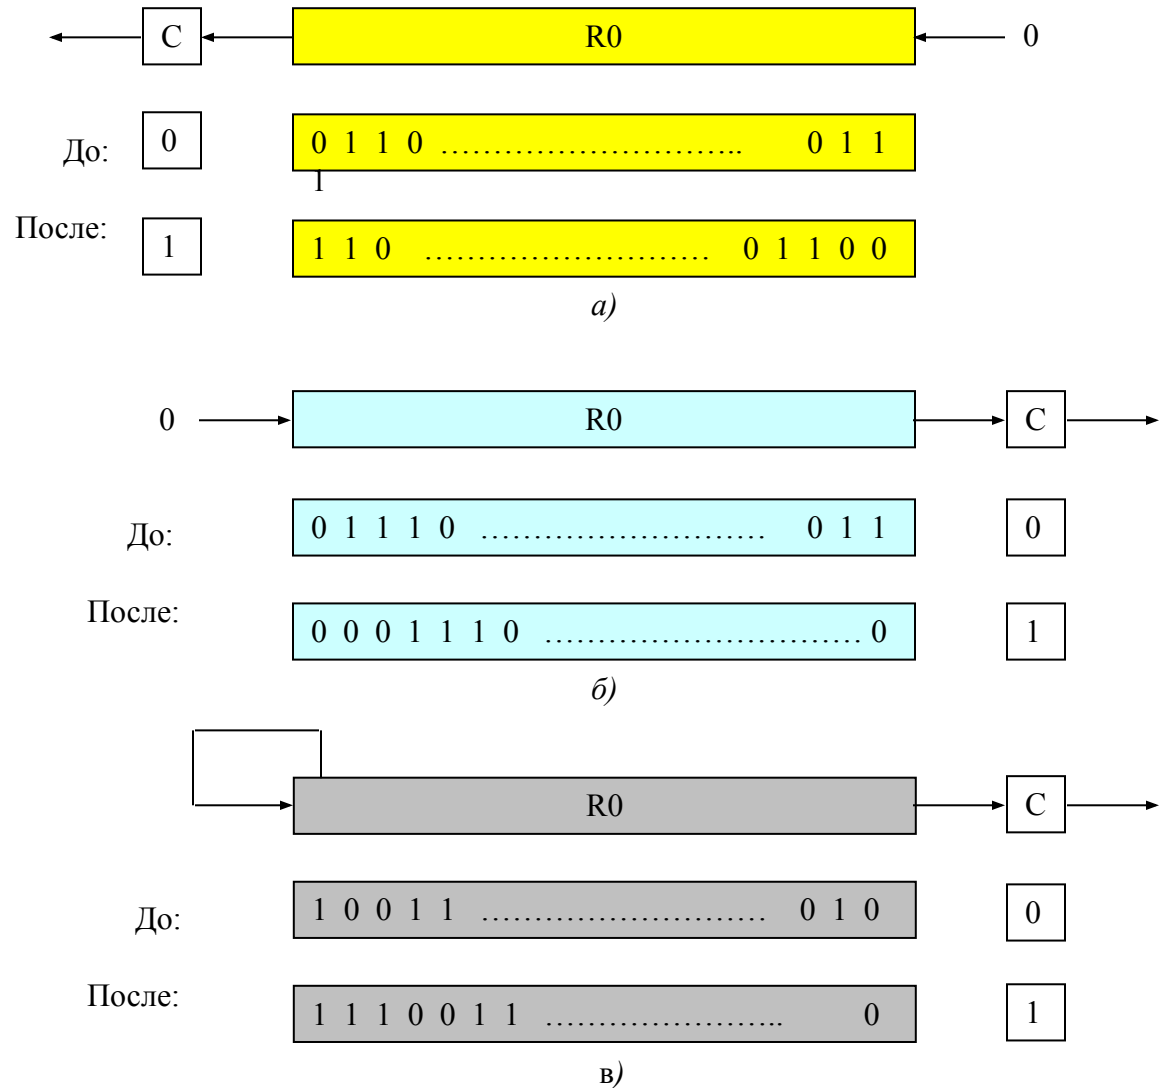 C R0 0
До: 0 0 1 1 0 ……………………….. 0 1 1
1
После: 1 1 1 0 ……………………… 0 1 1 0 0
а)
0 R0 C
До: 0 1 1 1 0 ……………………… 0 1 1 0
После: 0 0 0 1 1 1 0 ………………………… 0 1
б)
R0 C
До: 1 0 0 1 1 ……………………… 0 1 0 0
После: 1 1 1 0 0 1 1 ………………….. 0 1
в)